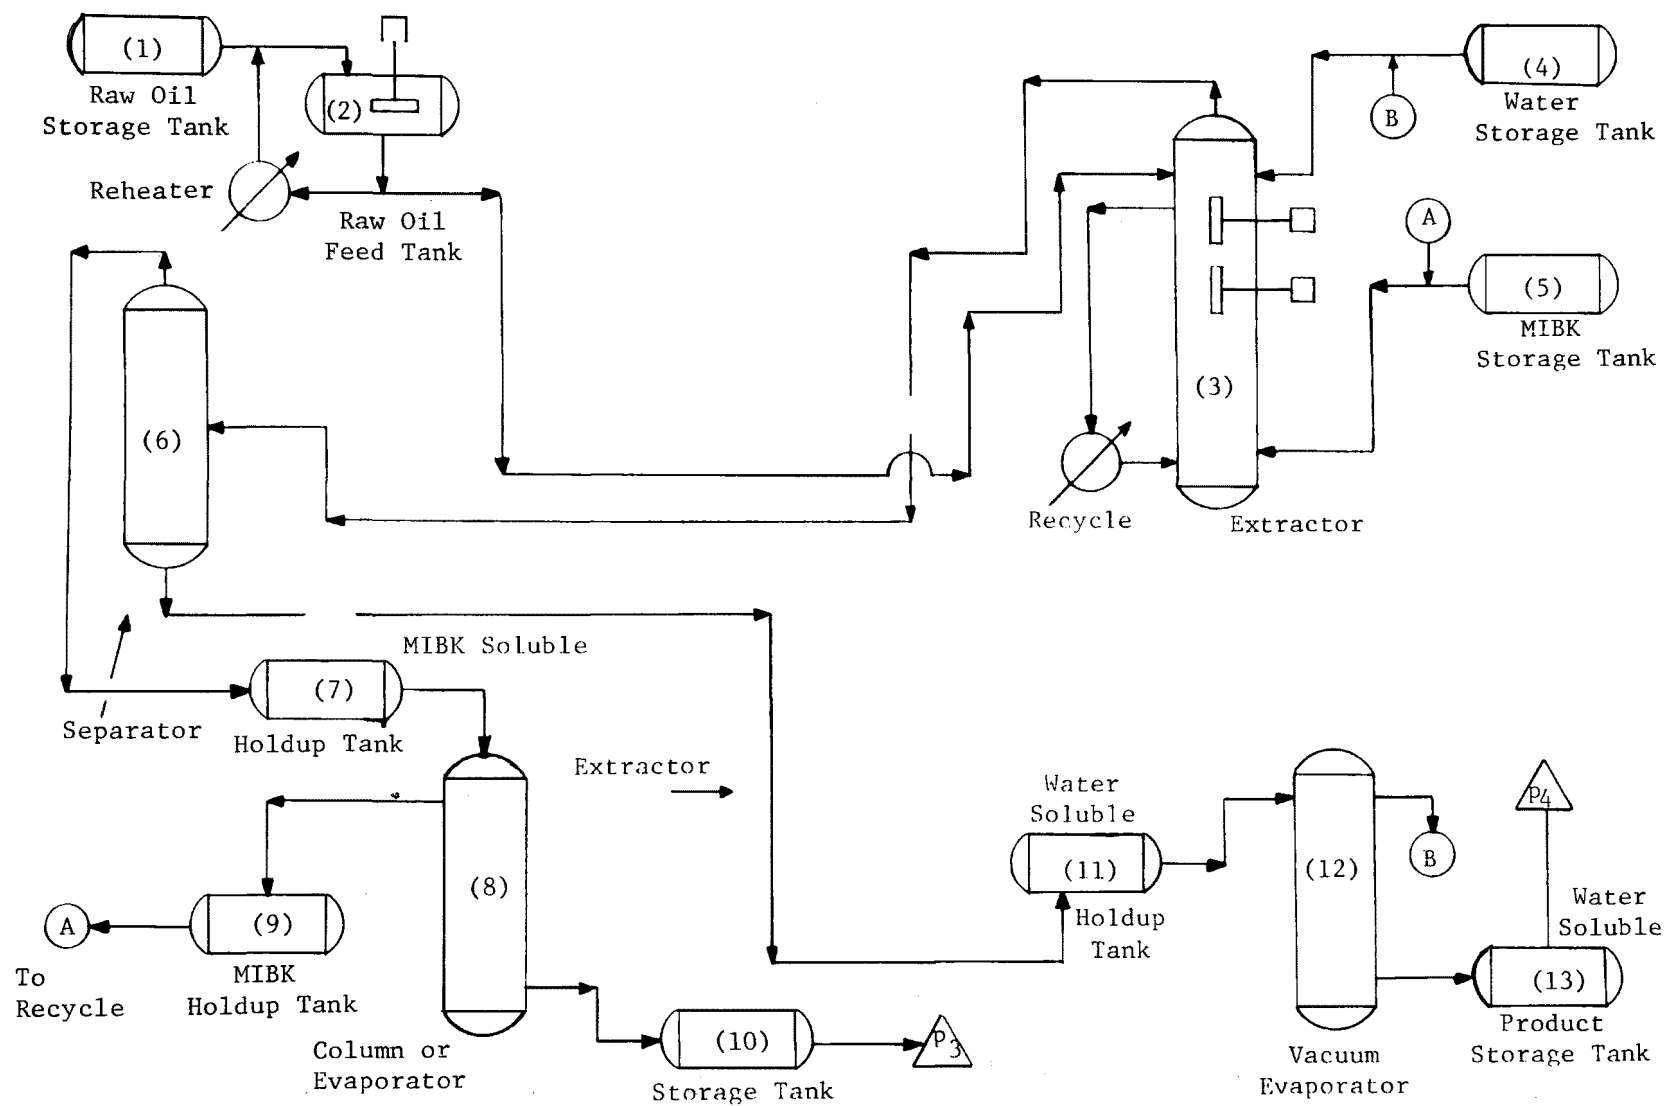 (1)
Raw Oil
Storage Tank
(2)
Reheater
Raw Oil
Feed Tank
(4)
Water
Storage Tank
B
A
(5)
MIBK
Storage Tank
(3)
Recycle
Extractor
(6)
MIBK Soluble
Separator
(7)
Holdup Tank
Extractor
(8)
(9)
A
To
Recycle
MIBK
Holdup Tank
Column or
Evaporator
(10)
Storage Tank
P3
Water
Soluble
(11)
Holdup
Tank
(12)
B
Vacuum
Evaporator
P4
Water
Soluble
(13)
Product
Storage Tank